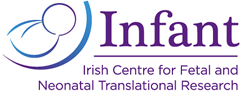 Infant
Irish Centre for Fetal and
Neonatal Translational Research